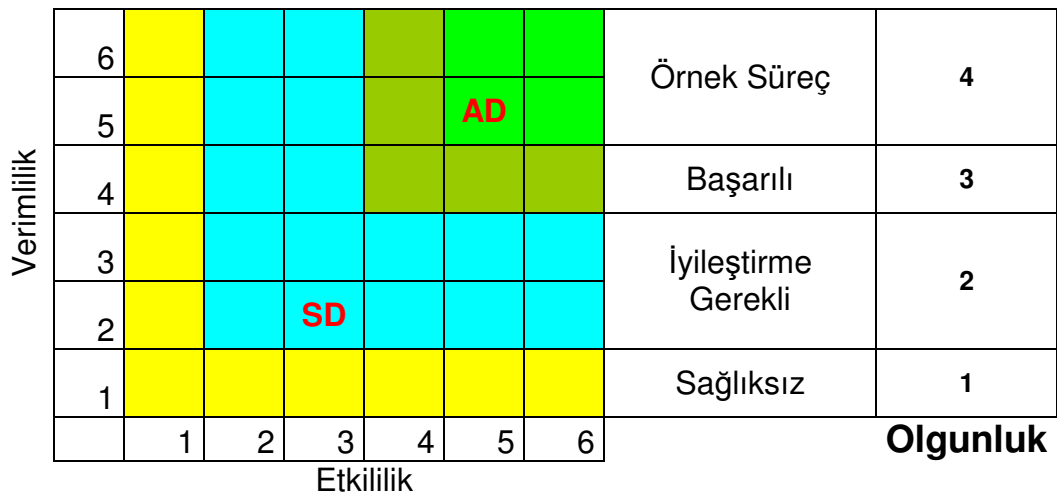 6
Örnek Süreç 4
5 AD
4 Başarılı 3
Verimlilik
3
İyileştirme
Gerekli 2
2 SD
1 Sağlıksız 1
1 2 3 4 5 6 Olgunluk
Etkililik